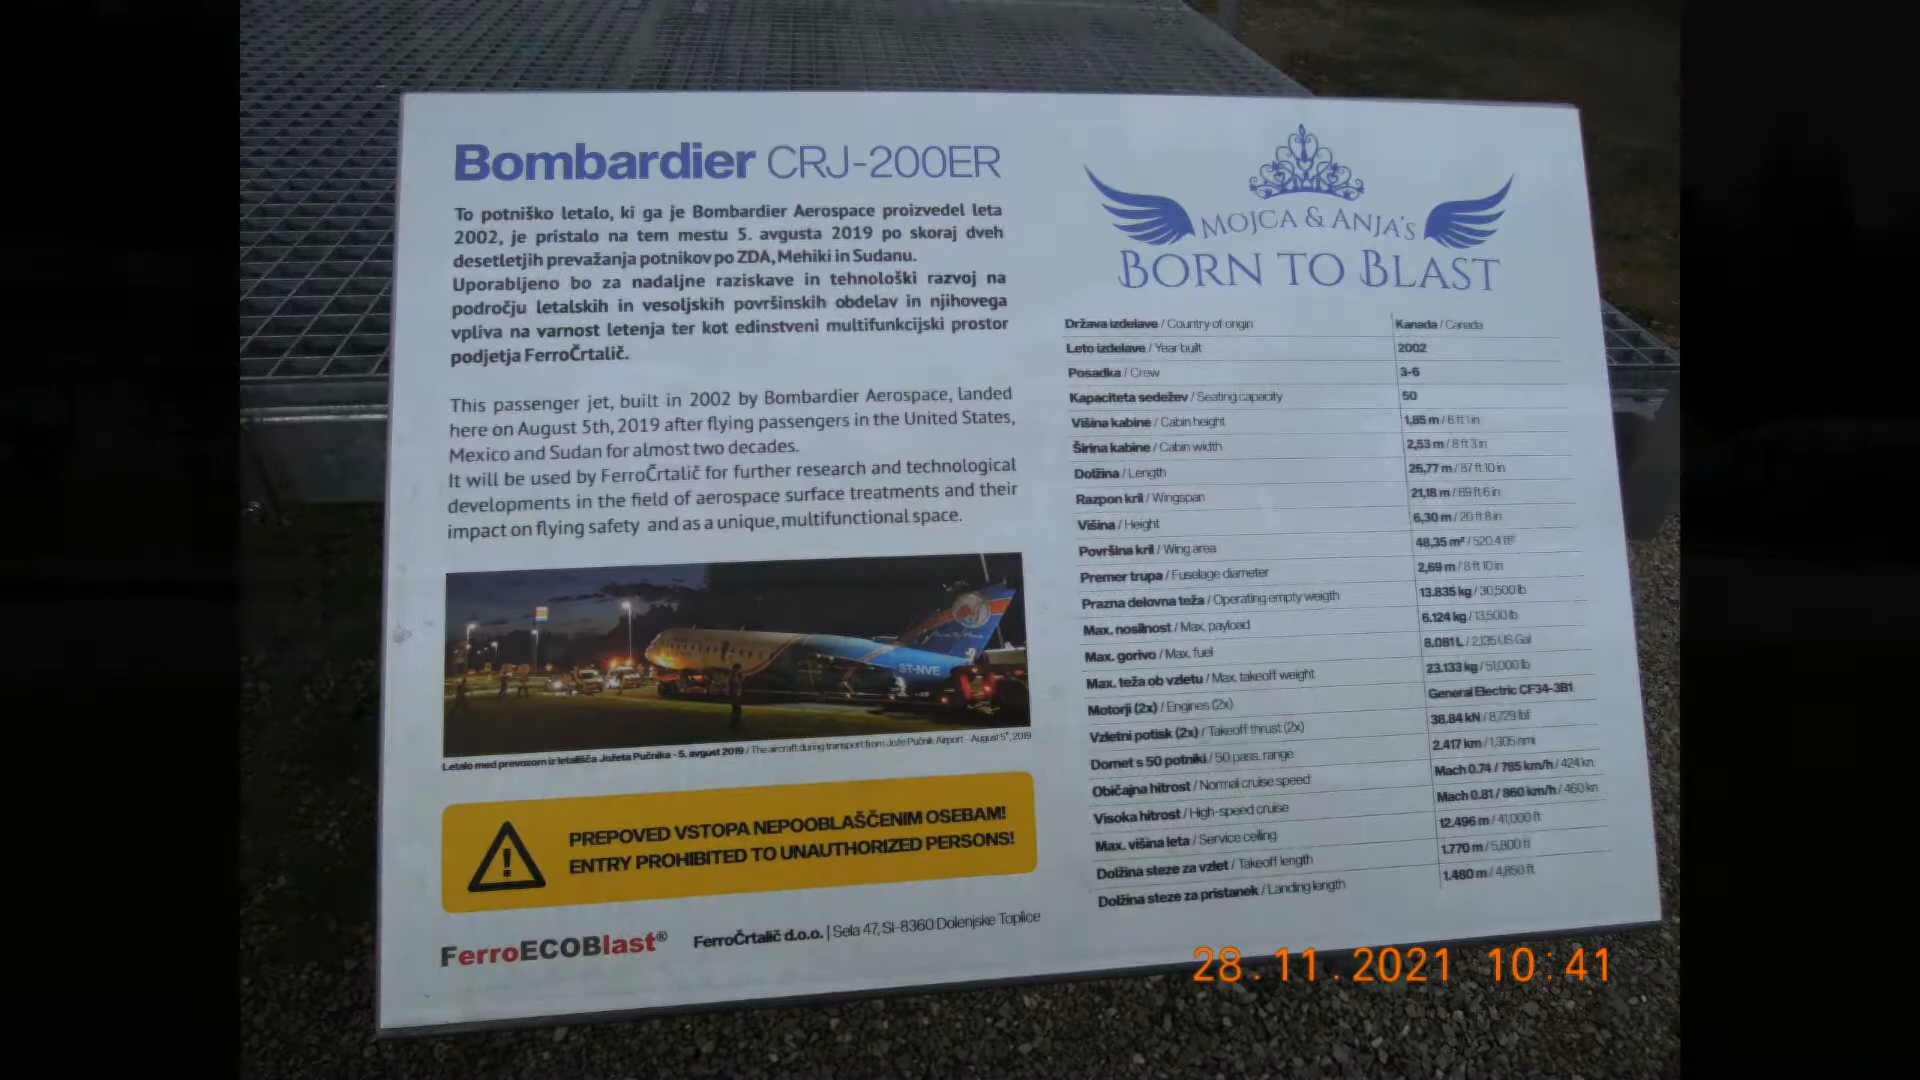 Bombardier CRJ-200ER
To potniško letalo, ki ga je Bombardier Aerospace proizvedel leta
2002, je pristalo na tem mestu 5. avgusta 2019 po skoraj dveh
desetletjih prevažanja potnikov po ZDA, Mehiki in Sudanu.
Uporabljeno bo za nadaljne raziskave in tehnološki razvoj na
področju letalskih in vesoljskih površinskih obdelav in njihovega
vpliva na varnost letenja ter kot edinstveni multifunkcijski prostor
podjetja FerroČrtalič.
This passenger jet, built in 2002 by Bombardier Aerospace, landed
here on August 5th, 2019 after flying passengers in the United States,
Mexico and Sudan for almost two decades.
It will be used by FerroČrtalič for further research and technological
developments in the field of aerospace surface treatments and their
impact on flying safety and as a unique, multifunctional space.
ST-NVE
Letalo med prevozom iz letališča Jožeta Pučnika - 5. avgust 2019 / The aircraft during transport from Jože Pučnik Airport - August 5th, 2019
PREPOVED VSTOPA NEPOOBLAŠČENIM OSEBAM!
ENTRY PROHIBITED TO UNAUTHORIZED PERSONS!
FerroECOBlast® FerroČrtalič d.o.o. | Sela 47, SI-8360 Dolenjske Toplice
MOJCA & ANJA'S
BORN TO BLAST
Država izdelave / Country of origin Kanada / Canada
Leto izdelave / Year built 2002
Posadka / Crew 3-6
Kapaciteta sedežev / Seating capacity 50
Višina kabine / Cabin height 1,85 m / 6 ft 1 in
Širina kabine / Cabin width 2,53 m / 8 ft 3 in
Dolžina / Length 26,77 m / 87 ft 10 in
Razpon kril / Wingspan 21,18 m / 69 ft 6 in
Višina / Height 6,30 m / 20 ft 8 in
Površina kril / Wing area 48,35 m² / 520.4 ft²
Premer trupa / Fuselage diameter 2,69 m / 8 ft 10 in
Prazna delovna teža / Operating empty weigth 13.835 kg / 30,500 lb
Max. nosilnost / Max. payload 6.124 kg / 13,500 lb
Max. gorivo / Max. fuel 8.081 L / 2,135 US Gal
Max. teža ob vzletu / Max. takeoff weight 23.133 kg / 51,000 lb
Motorji (2x) / Engines (2x) General Electric CF34-3B1
Vzletni potisk (2x) / Takeoff thrust (2x) 38.84 kN / 8,729 lbf
Domet s 50 potniki / 50 pass. range 2.417 km / 1,305 nmi
Običajna hitrost / Normal cruise speed Mach 0.74 / 785 km/h / 424 kn
Visoka hitrost / High-speed cruise Mach 0.81 / 860 km/h / 460 kn
Max. višina leta / Service ceiling 12.496 m / 41,000 ft
Dolžina steze za vzlet / Takeoff length 1.770 m / 5,800 ft
Dolžina steze za pristanek / Landing length 1.480 m / 4,850 ft
28.11.2021 10:41